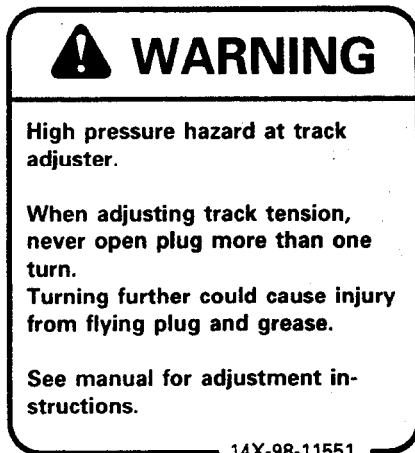 WARNING
High pressure hazard at track
adjuster.
When adjusting track tension,
never open plug more than one
turn.
Turning further could cause injury
from flying plug and grease.
See manual for adjustment in-
structions.
14X-98-11551